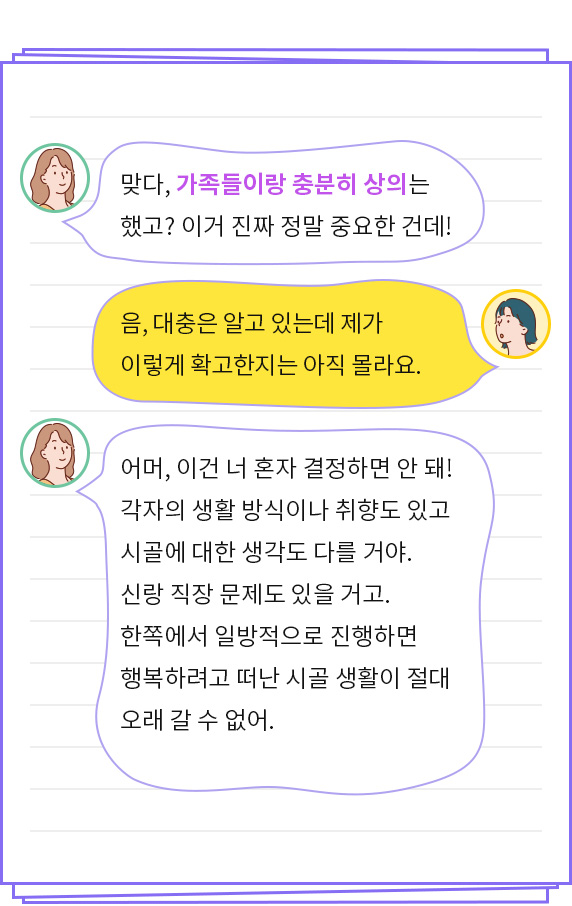 맞다, 가족들이랑 충분히 상의는
했고? 이거 진짜 정말 중요한 건데!
음, 대충은 알고 있는데 제가
이렇게 확고한지는 아직 몰라요.
어머, 이건 너 혼자 결정하면 안 돼!
각자의 생활 방식이나 취향도 있고
시골에 대한 생각도 다를 거야.
신랑 직장 문제도 있을 거고.
한쪽에서 일방적으로 진행하면
행복하려고 떠난 시골 생활이 절대
오래 갈 수 없어.